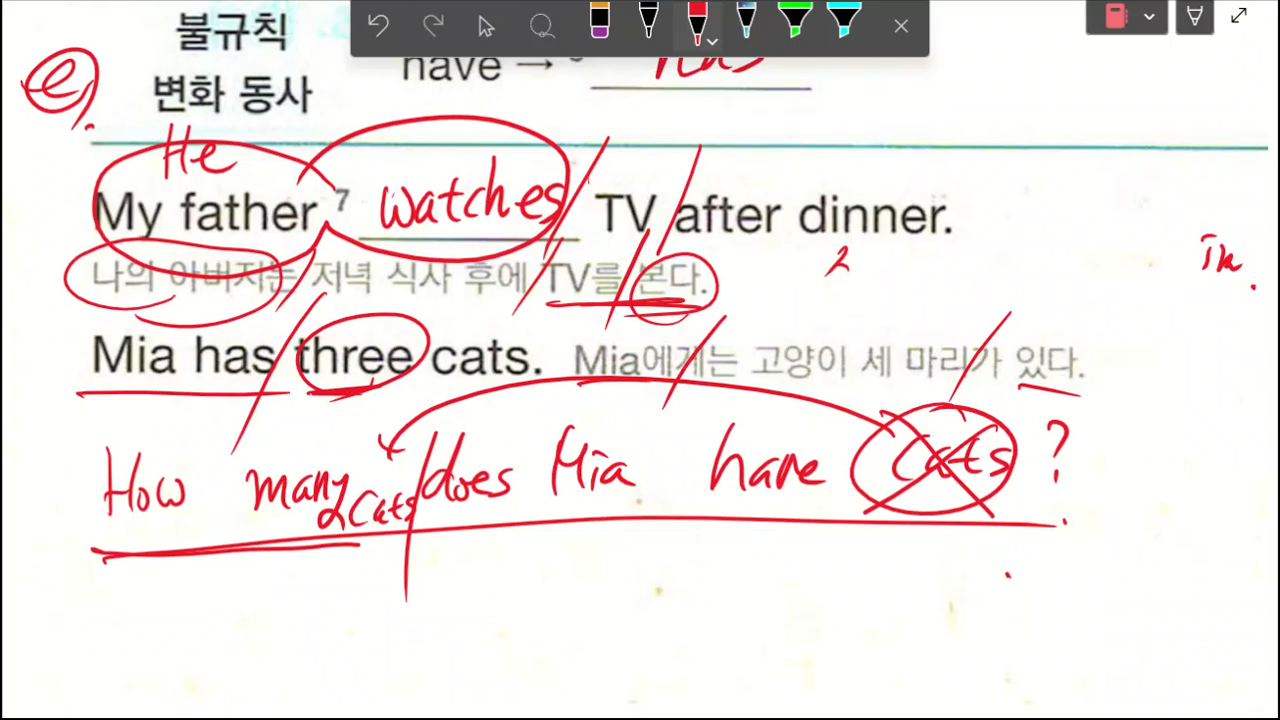 불규칙
변화 동사
have → has
e
He
My father 7 watches TV after dinner.
나의 아버지는 저녁 식사 후에 TV를 본다.
Mia has three cats. Mia에게는 고양이 세 마리가 있다.
How many cats does Mia have cats ?